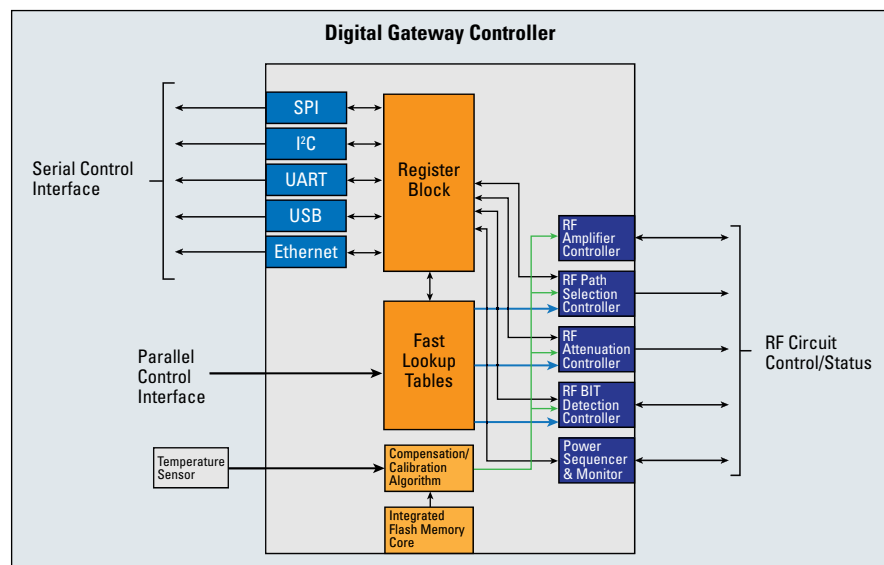 Digital Gateway Controller
SPI
I²C
UART
USB
Ethernet
Serial Control
Interface
Register
Block
RF
Amplifier
Controller
RF Path
Selection
Controller
RF
Attenuation
Controller
RF BIT
Detection
Controller
Power
Sequencer
& Monitor
RF Circuit
Control/Status
Parallel
Control
Interface
Fast
Lookup
Tables
Temperature
Sensor
Compensation/
Calibration
Algorithm
Integrated
Flash Memory
Core